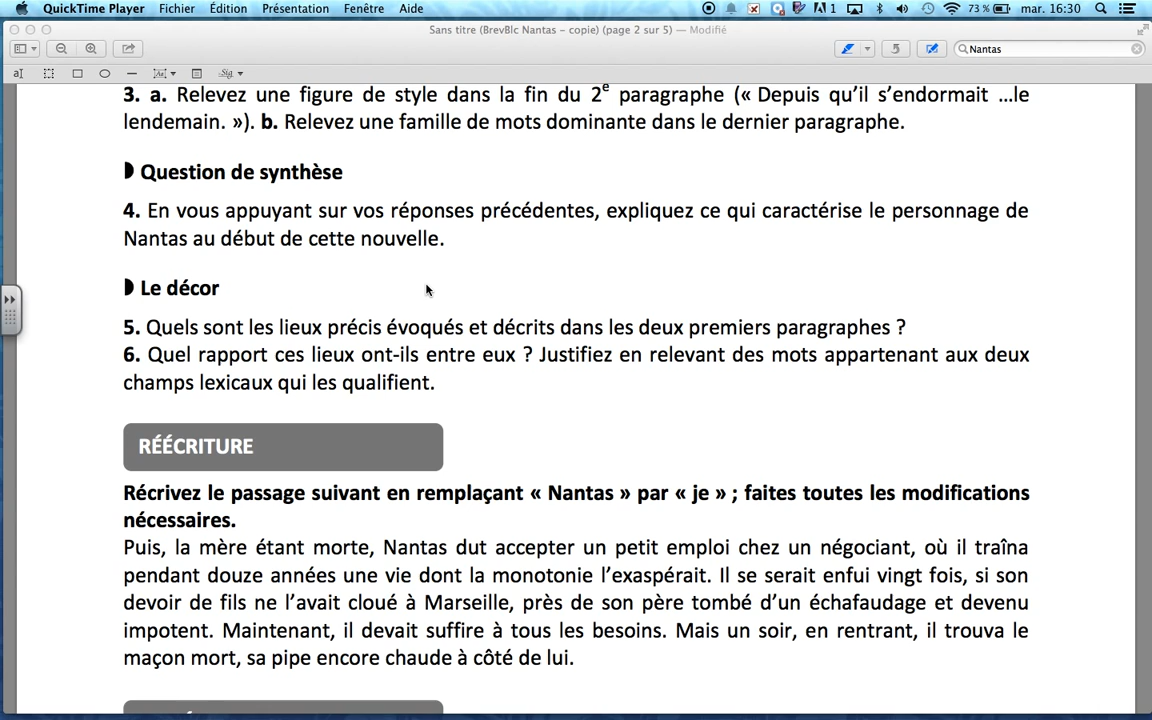 QuickTime Player Fichier Édition Présentation Fenêtre Aide 1 73 % mar. 16:30
Sans titre (BrevBlc Nantas – copie) (page 2 sur 5) — Modifié
Nantas
3. a. Relevez une figure de style dans la fin du 2e paragraphe (« Depuis qu’il s’endormait ...le
lendemain. »). b. Relevez une famille de mots dominante dans le dernier paragraphe.
Question de synthèse
4. En vous appuyant sur vos réponses précédentes, expliquez ce qui caractérise le personnage de
Nantas au début de cette nouvelle.
Le décor
5. Quels sont les lieux précis évoqués et décrits dans les deux premiers paragraphes ?
6. Quel rapport ces lieux ont-ils entre eux ? Justifiez en relevant des mots appartenant aux deux
champs lexicaux qui les qualifient.
RÉÉCRITURE
Récrivez le passage suivant en remplaçant « Nantas » par « je » ; faites toutes les modifications
nécessaires.
Puis, la mère étant morte, Nantas dut accepter un petit emploi chez un négociant, où il traîna
pendant douze années une vie dont la monotonie l’exaspérait. Il se serait enfui vingt fois, si son
devoir de fils ne l’avait cloué à Marseille, près de son père tombé d’un échafaudage et devenu
impotent. Maintenant, il devait suffire à tous les besoins. Mais un soir, en rentrant, il trouva le
maçon mort, sa pipe encore chaude à côté de lui.